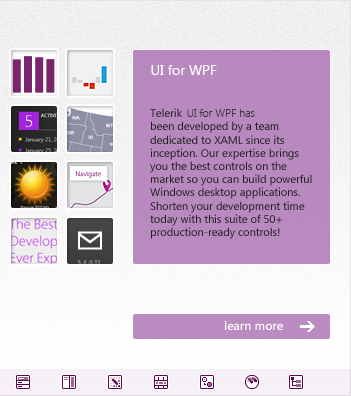 UI for WPF
Telerik UI for WPF has
been developed by a team
dedicated to XAML since its
inception. Our expertise brings
you the best controls on the
market so you can build powerful
Windows desktop applications.
Shorten your development time
today with this suite of 50+
production-ready controls!
5 ACTIVE
January 21, 2
January 25, 2
Navigate
The Best
Develop
Ever Exp
MAIL
learn more